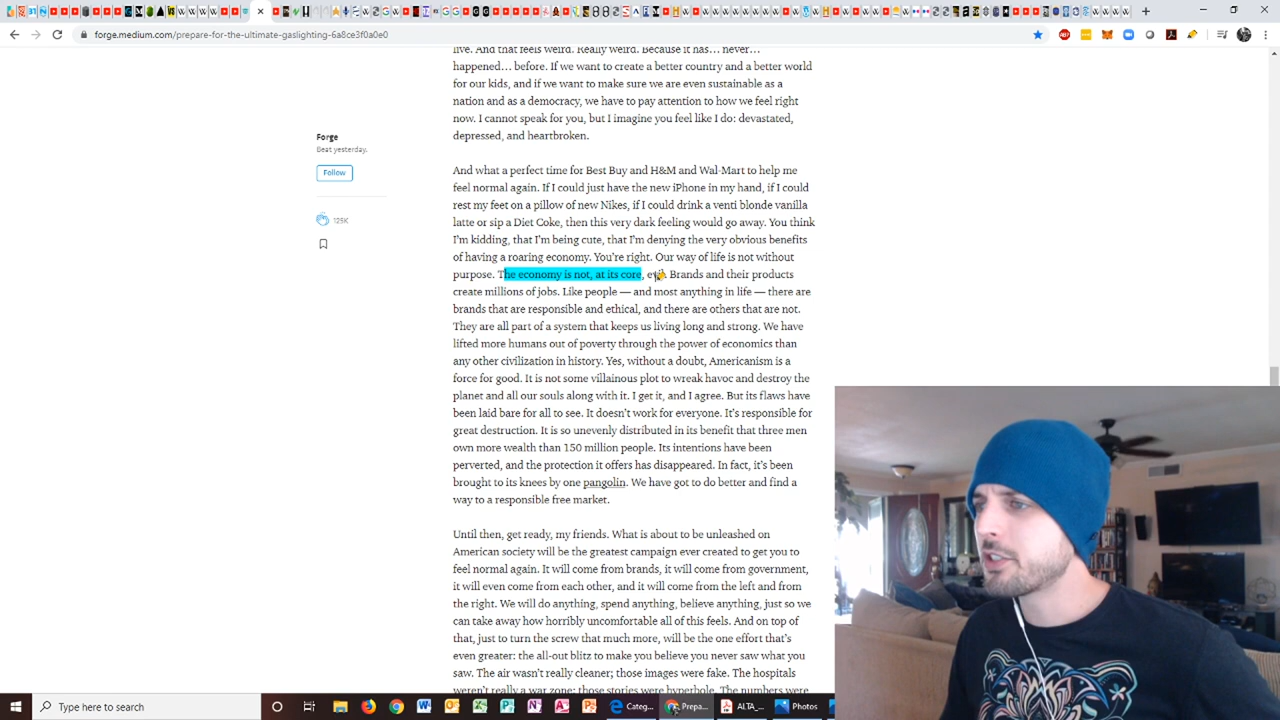 forge.medium.com/prepare-for-the-ultimate-gaslighting-6a8ce3f0a0e0
live. And that feels weird. Really weird. Because it has… never…
happened… before. If we want to create a better country and a better world
for our kids, and if we want to make sure we are even sustainable as a
nation and as a democracy, we have to pay attention to how we feel right
now. I cannot speak for you, but I imagine you feel like I do: devastated,
depressed, and heartbroken.
Forge
Beat yesterday.
Follow
125K
And what a perfect time for Best Buy and H&M and Wal-Mart to help me
feel normal again. If I could just have the new iPhone in my hand, if I could
rest my feet on a pillow of new Nikes, if I could drink a venti blonde vanilla
latte or sip a Diet Coke, then this very dark feeling would go away. You think
I'm kidding, that I'm being cute, that I'm denying the very obvious benefits
of having a roaring economy. You're right. Our way of life is not without
purpose. The economy is not, at its core, evil. Brands and their products
create millions of jobs. Like people — and most anything in life — there are
brands that are responsible and ethical, and there are others that are not.
They are all part of a system that keeps us living long and strong. We have
lifted more humans out of poverty through the power of economics than
any other civilization in history. Yes, without a doubt, Americanism is a
force for good. It is not some villainous plot to wreak havoc and destroy the
planet and all our souls along with it. I get it, and I agree. But its flaws have
been laid bare for all to see. It doesn't work for everyone. It's responsible for
great destruction. It is so unevenly distributed in its benefit that three men
own more wealth than 150 million people. Its intentions have been
perverted, and the protection it offers has disappeared. In fact, it's been
brought to its knees by one pangolin. We have got to do better and find a
way to a responsible free market.
Until then, get ready, my friends. What is about to be unleashed on
American society will be the greatest campaign ever created to get you to
feel normal again. It will come from brands, it will come from government,
it will even come from each other, and it will come from the left and from
the right. We will do anything, spend anything, believe anything, just so we
can take away how horribly uncomfortable all of this feels. And on top of
that, just to turn the screw that much more, will be the one effort that's
even greater: the all-out blitz to make you believe you never saw what you
saw. The air wasn't really cleaner; those images were fake. The hospitals
weren't really a war zone; those stories were hyperbole. The numbers were
Type here to search
Categ...
Prepa...
ALTA_...
Photos